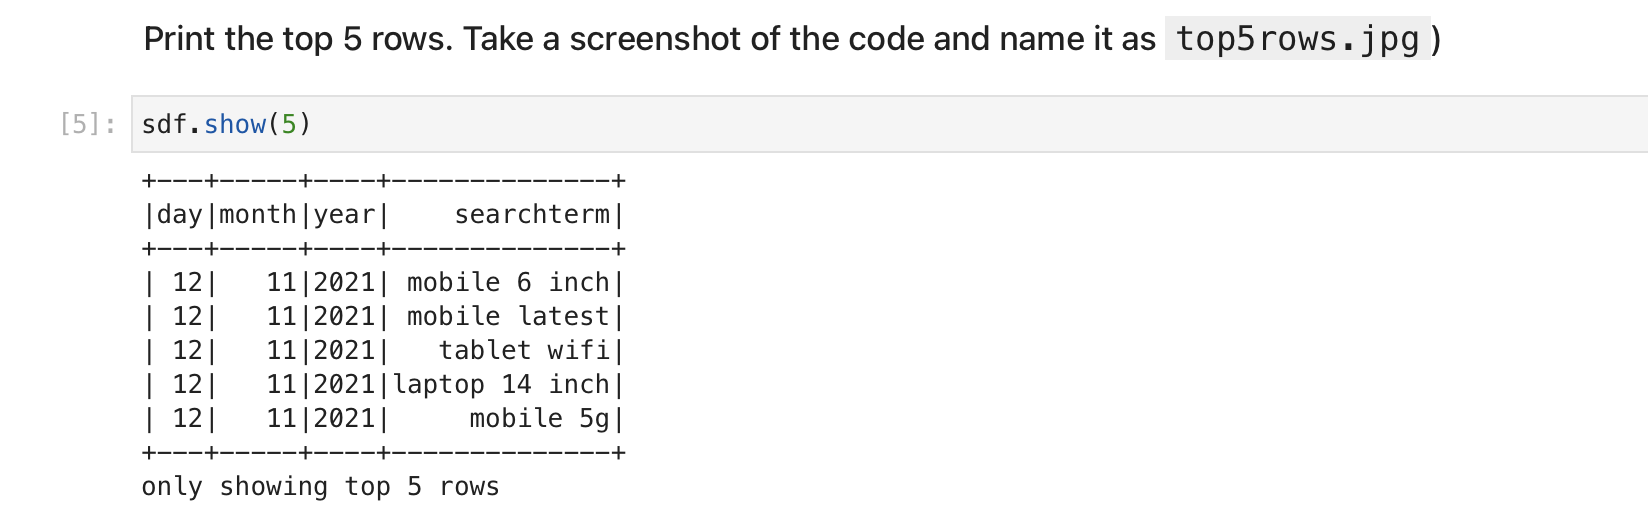 Print the top 5 rows. Take a screenshot of the code and name it as top5rows.jpg )
[5]: sdf.show(5)
+---+-----+----+--------------+
|day|month|year|    searchterm|
+---+-----+----+--------------+
| 12|   11|2021| mobile 6 inch|
| 12|   11|2021| mobile latest|
| 12|   11|2021|   tablet wifi|
| 12|   11|2021|laptop 14 inch|
| 12|   11|2021|     mobile 5g|
+---+-----+----+--------------+
only showing top 5 rows